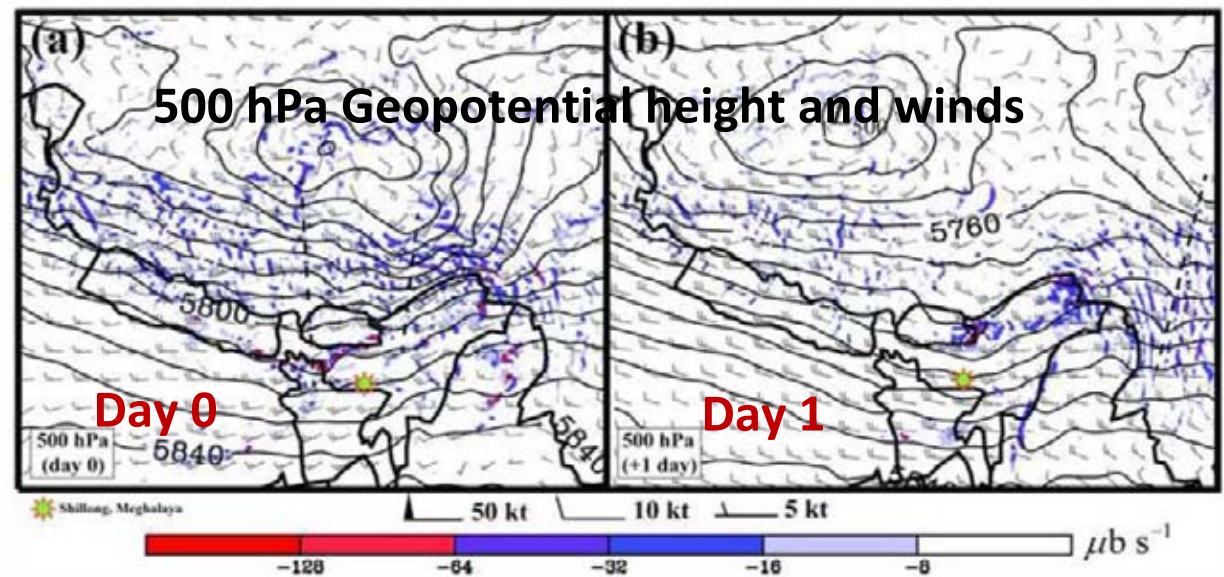 (a)
(b)
500 hPa Geopotential height and winds
5760
5800
Day 0
Day 1
500 hPa
(day 0)
5840
5840
500 hPa
(+1 day)
Shillong, Meghalaya
50 kt
10 kt
5 kt
-128
-64
-32
-16
-8
μb s⁻¹